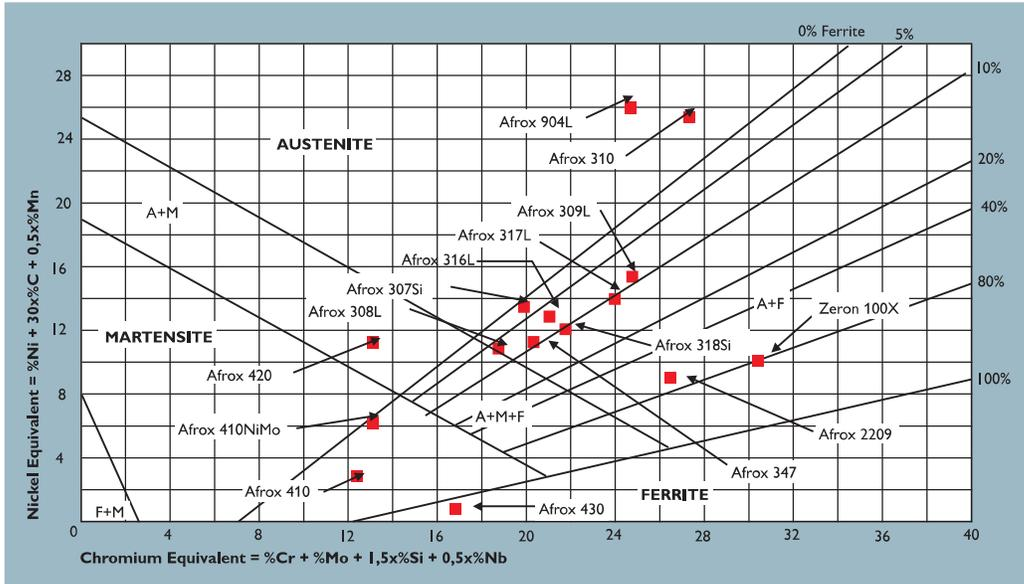 0% Ferrite 5%
10%
28
Afrox 904L
24
AUSTENITE
Afrox 310
20%
20
A+M
Afrox 309L
40%
Afrox 317L
16
Afrox 316L
80%
Afrox 307Si
A+F
Zeron 100X
Afrox 308L
12
MARTENSITE
Afrox 318Si
Afrox 420
100%
8
A+M+F
Afrox 410NiMo
Afrox 2209
4
Afrox 347
Afrox 410
FERRITE
F+M
Afrox 430
0 4 8 12 16 20 24 28 32 36 40
Nickel Equivalent = %Ni + 30x%C + 0,5x%Mn
Chromium Equivalent = %Cr + %Mo + 1,5x%Si + 0,5x%Nb